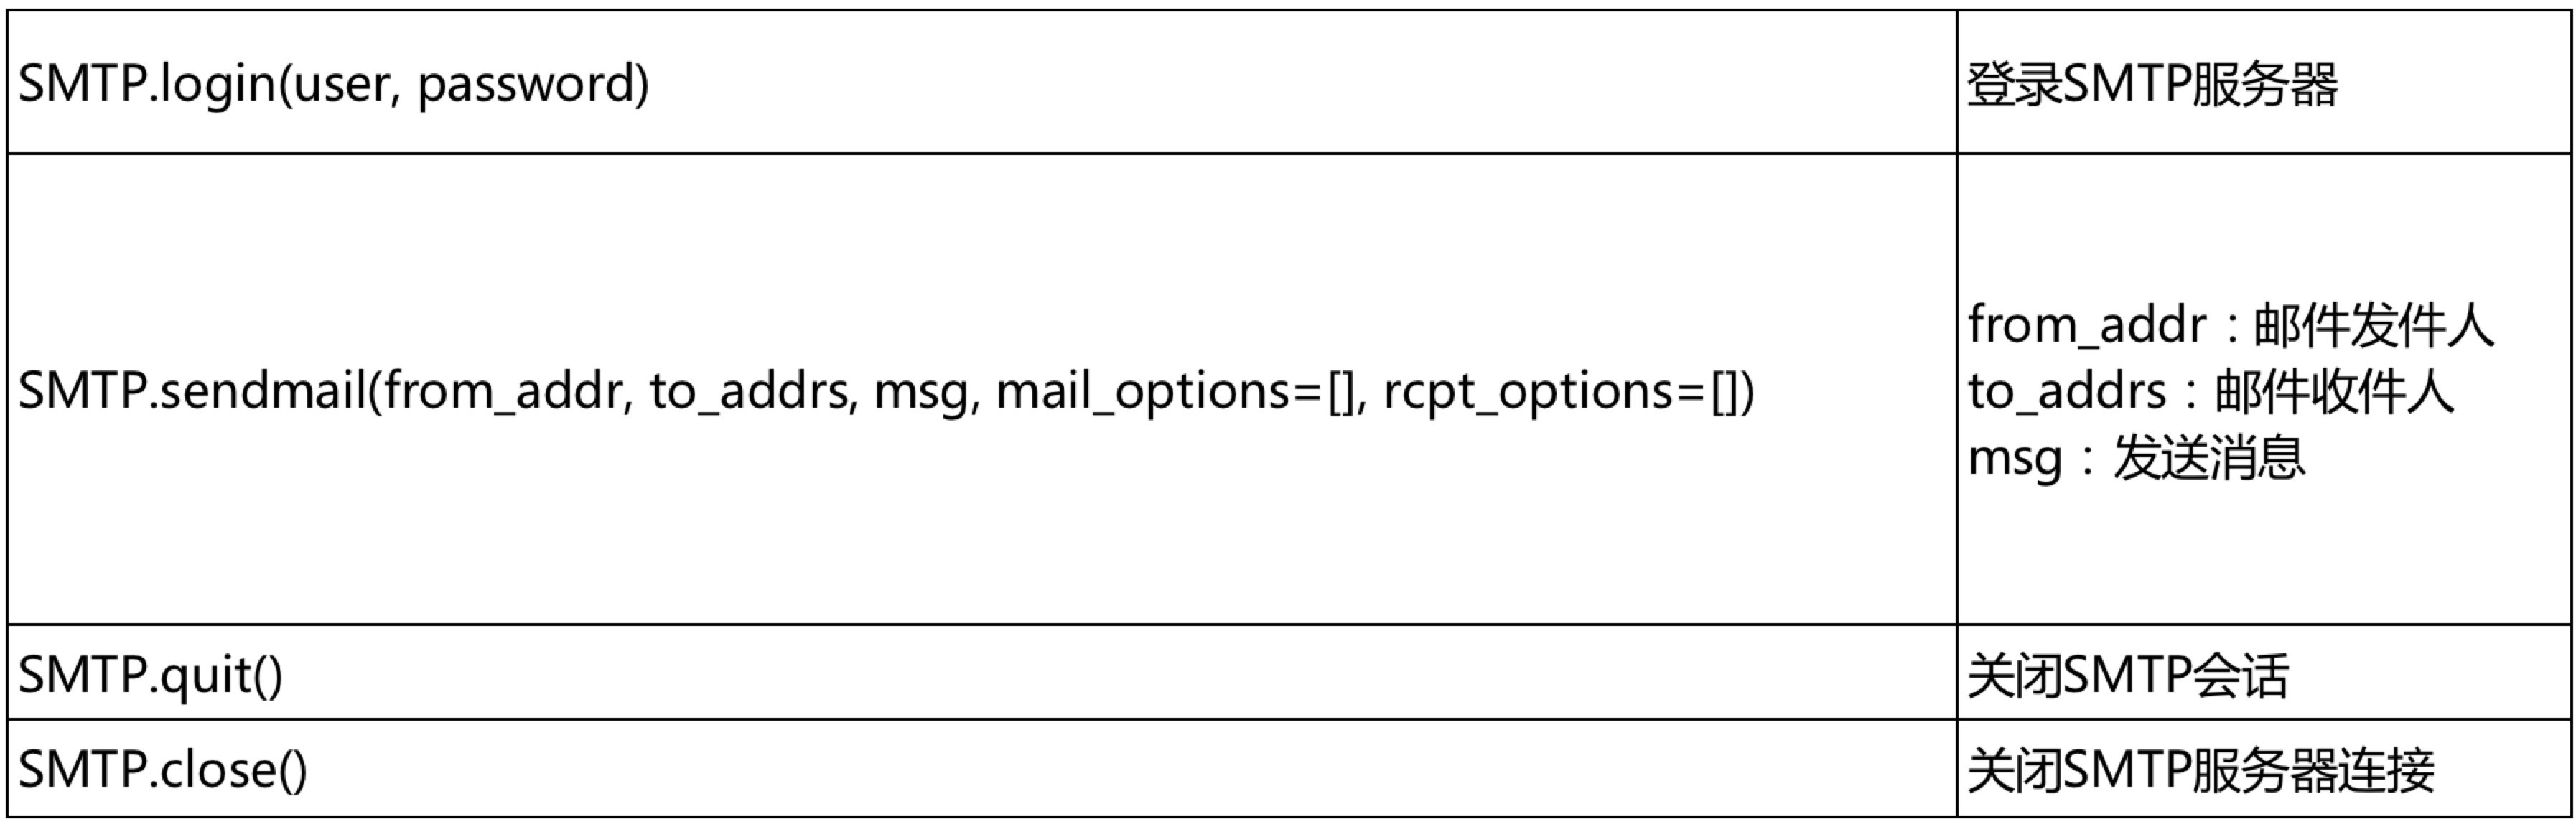 SMTP.login(user, password)
登录SMTP服务器
SMTP.sendmail(from_addr, to_addrs, msg, mail_options=[], rcpt_options=[])
from_addr：邮件发件人
to_addrs：邮件收件人
msg：发送消息
SMTP.quit()
关闭SMTP会话
SMTP.close()
关闭SMTP服务器连接